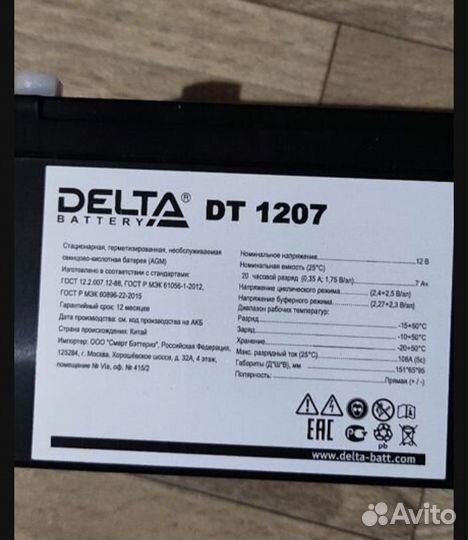 DELTA®
BATTERY
DT 1207
Стационарная, герметизированная, необслуживаемая
свинцово-кислотная батарея (AGM)
Изготовлено в соответствии с стандартами:
ГОСТ 12.2.007.12-88, ГОСТ Р МЭК 61056-1-2012,
ГОСТ Р МЭК 60896-22-2015
Гарантийный срок: 12 месяцев
Дата производства: см. код производства на АКБ
Страна происхождения: Китай
Импортер: ООО "Смарт Бэттериз", Российская Федерация,
125284, г. Москва, Хорошёвское шоссе, д. 32А, 4 этаж,
помещение № VIa, оф. № 415/2
Номинальное напряжение 12 В
Номинальная емкость (25°С)
20 часовой разряд (0,35 А; 1,75 В/эл) 7 Ач
Напряжение циклического режима (2,4÷2,5 В/эл)
Напряжение буферного режима (2,27÷2,3 В/эл)
Диапазон рабочих температур:
Разряд -15÷50°С
Заряд -10÷50°С
Хранение -20÷50°С
Макс. разрядный ток (25°С) 108А (5с)
Габариты (Д*Ш*В), мм 151*65*95
Полярность: Прямая (+ / -)
EAC
pb
www.delta-batt.com
Avito